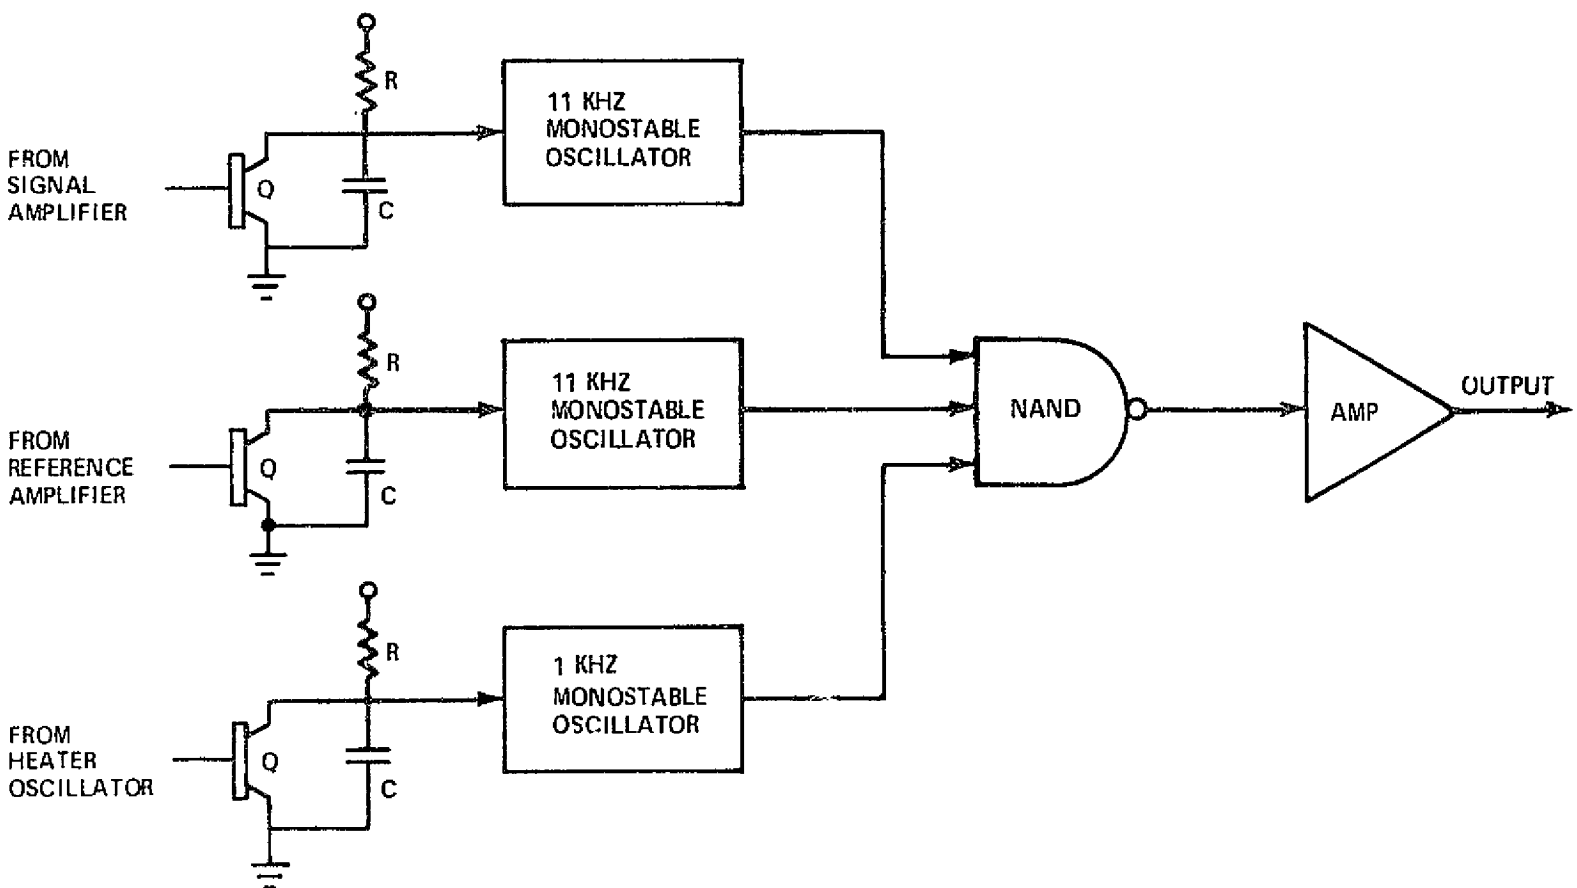 R
11 KHZ
MONOSTABLE
OSCILLATOR
FROM
SIGNAL
AMPLIFIER
Q
C
R
11 KHZ
MONOSTABLE
OSCILLATOR
FROM
REFERENCE
AMPLIFIER
Q
C
NAND
AMP
OUTPUT
R
1 KHZ
MONOSTABLE
OSCILLATOR
FROM
HEATER
OSCILLATOR
Q
C